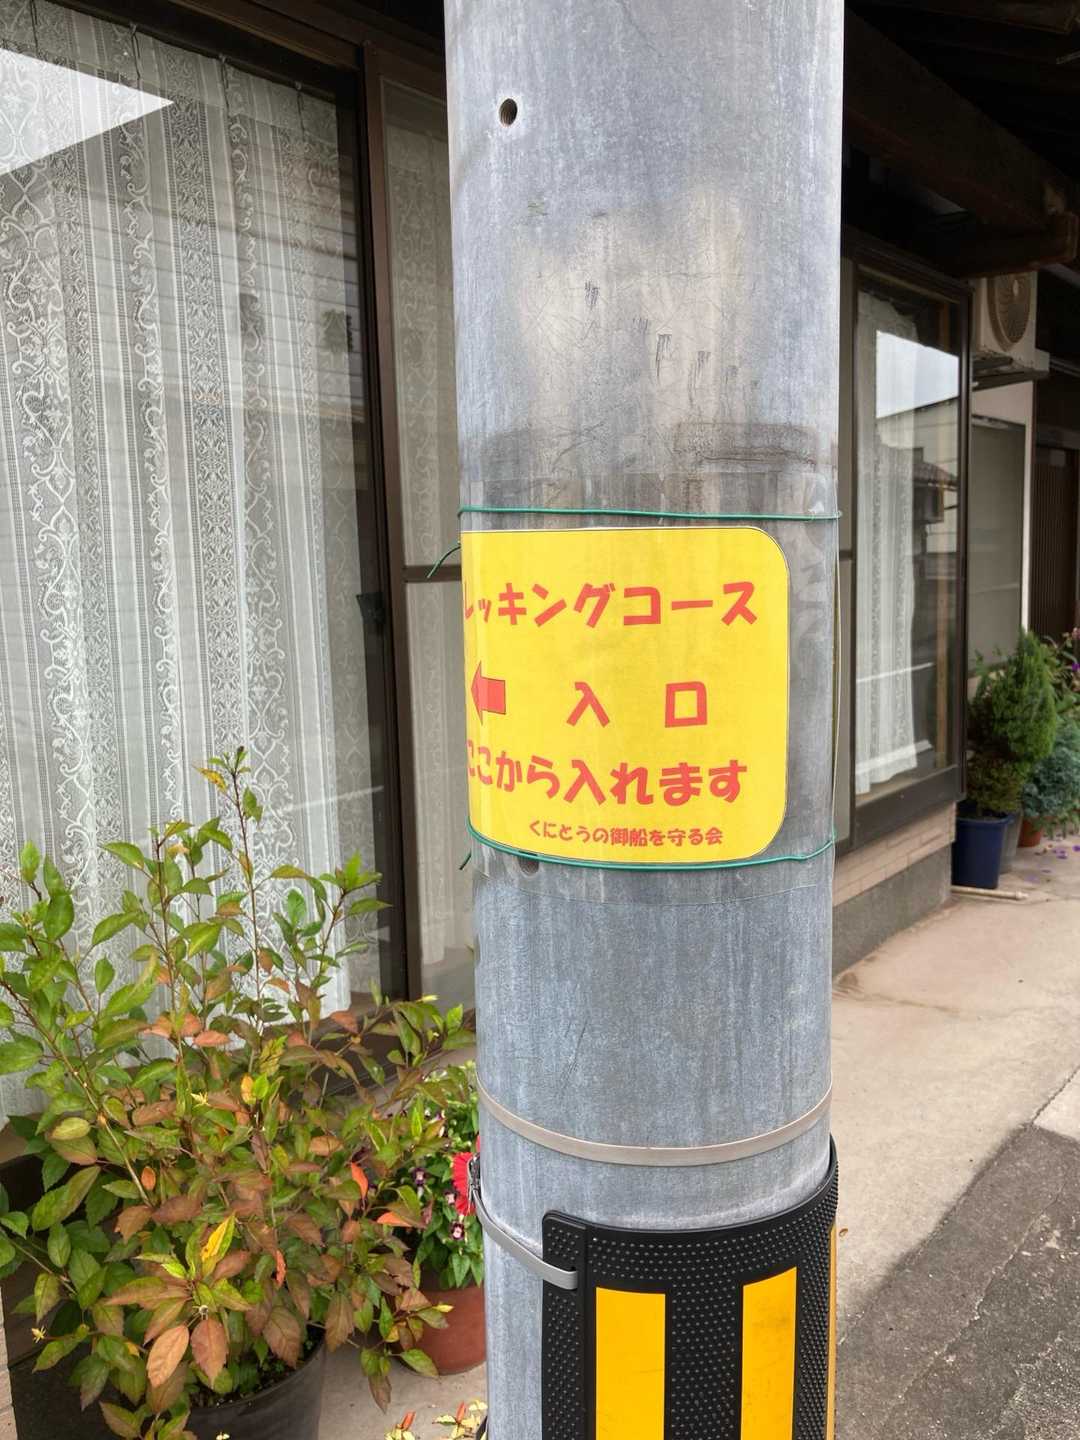 レッキングコース
← 入口
ここから入れます
くにとうの御船を守る会